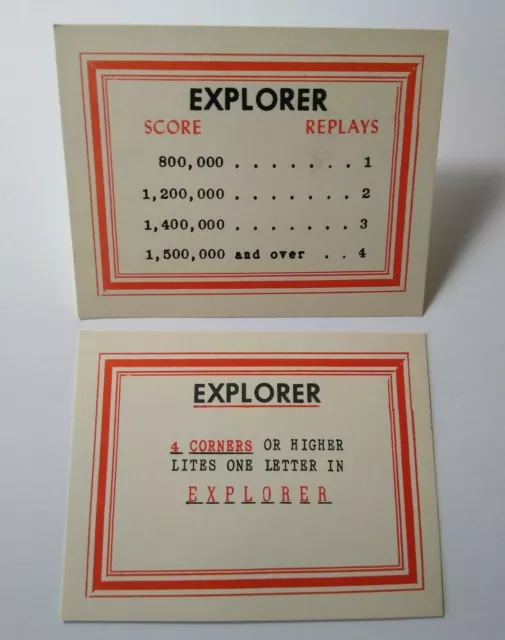 EXPLORER
SCORE REPLAYS
800,000 . . . . . . . 1
1,200,000 . . . . . . . 2
1,400,000 . . . . . . . 3
1,500,000 and over . . 4
EXPLORER
4 CORNERS OR HIGHER
LITES ONE LETTER IN
E X P L O R E R